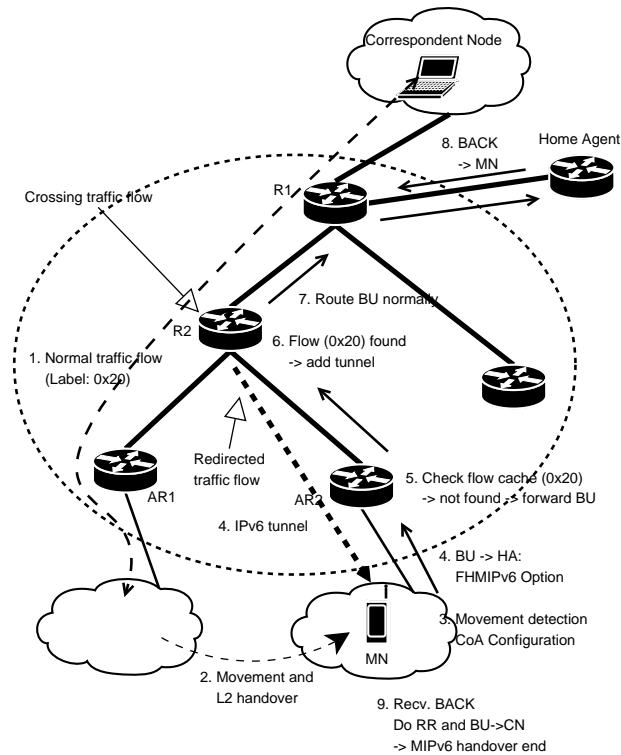 Correspondent Node
8. BACK
-> MN
Home Agent
R1
Crossing traffic flow
7. Route BU normally
R2
6. Flow (0x20) found
-> add tunnel
1. Normal traffic flow
(Label: 0x20)
Redirected
traffic flow
AR1
AR2
5. Check flow cache (0x20)
-> not found -> forward BU
4. IPv6 tunnel
4. BU -> HA:
FHMIPv6 Option
3. Movement detection
CoA Configuration
MN
2. Movement and
L2 handover
9. Recv. BACK
Do RR and BU->CN
-> MIPv6 handover end